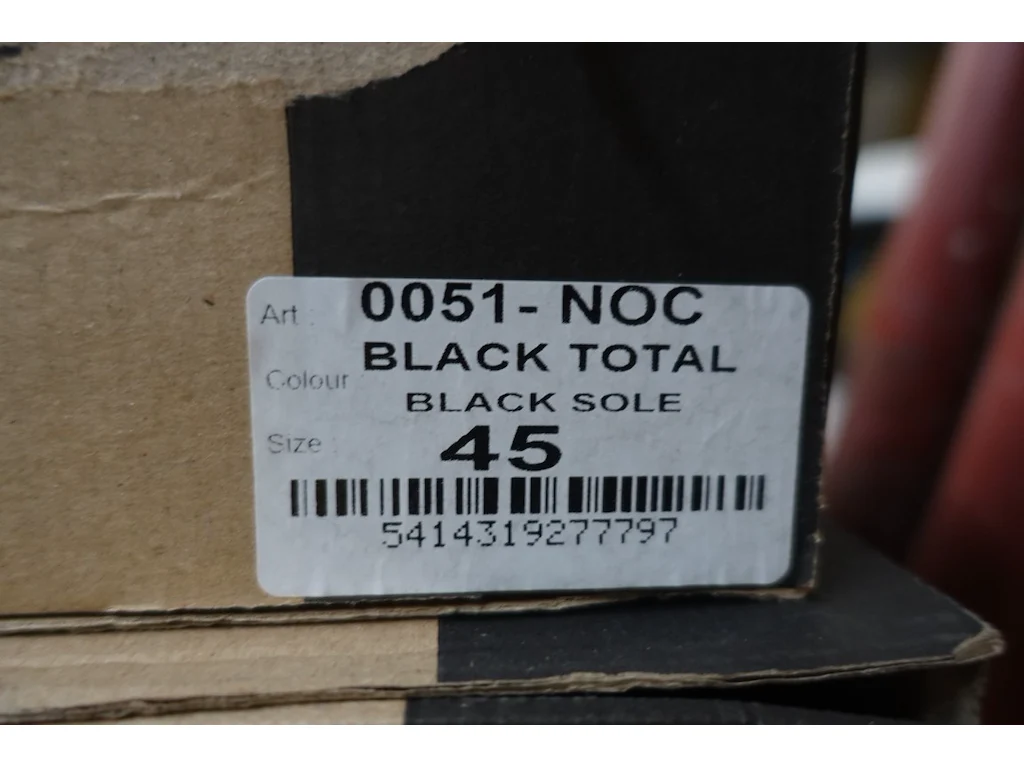 Art : 0051- NOC
Colour BLACK TOTAL
BLACK SOLE
Size : 45
5414319277797